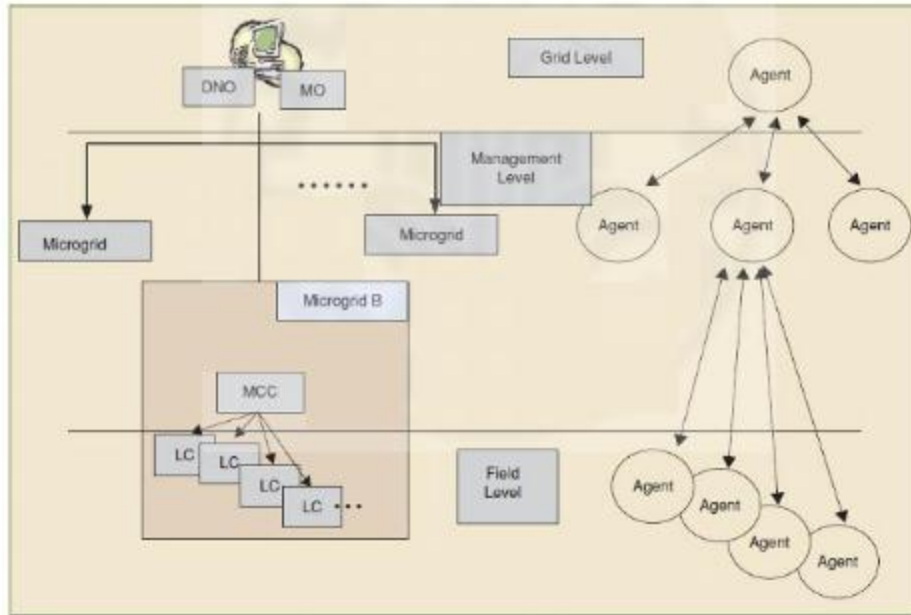 Grid Level
Agent
DNO
MO
Management
Level
Microgrid
Microgrid
Agent
Agent
Agent
Microgrid B
MCC
LC
LC
LC
LC
Field
Level
Agent
Agent
Agent
Agent